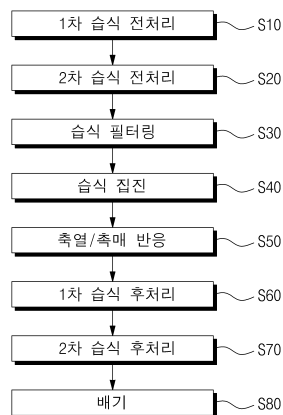 1차 습식 전처리 S10
2차 습식 전처리 S20
습식 필터링 S30
습식 집진 S40
축열/촉매 반응 S50
1차 습식 후처리 S60
2차 습식 후처리 S70
배기 S80